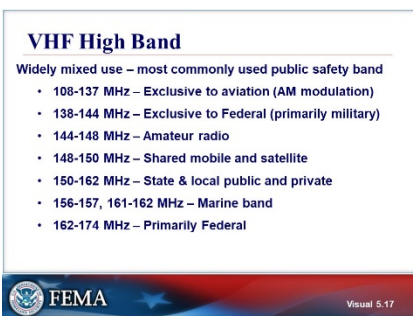 VHF High Band
Widely mixed use – most commonly used public safety band
• 108-137 MHz – Exclusive to aviation (AM modulation)
• 138-144 MHz – Exclusive to Federal (primarily military)
• 144-148 MHz – Amateur radio
• 148-150 MHz – Shared mobile and satellite
• 150-162 MHz – State & local public and private
• 156-157, 161-162 MHz – Marine band
• 162-174 MHz – Primarily Federal
FEMA
Visual 5.17